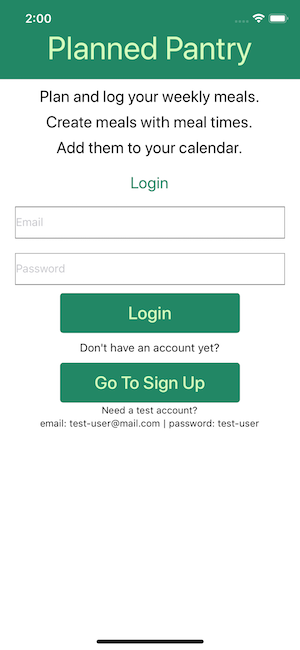 2:00
Planned Pantry
Plan and log your weekly meals.
Create meals with meal times.
Add them to your calendar.
Login
Email
Password
Login
Don't have an account yet?
Go To Sign Up
Need a test account?
email: test-user@mail.com | password: test-user